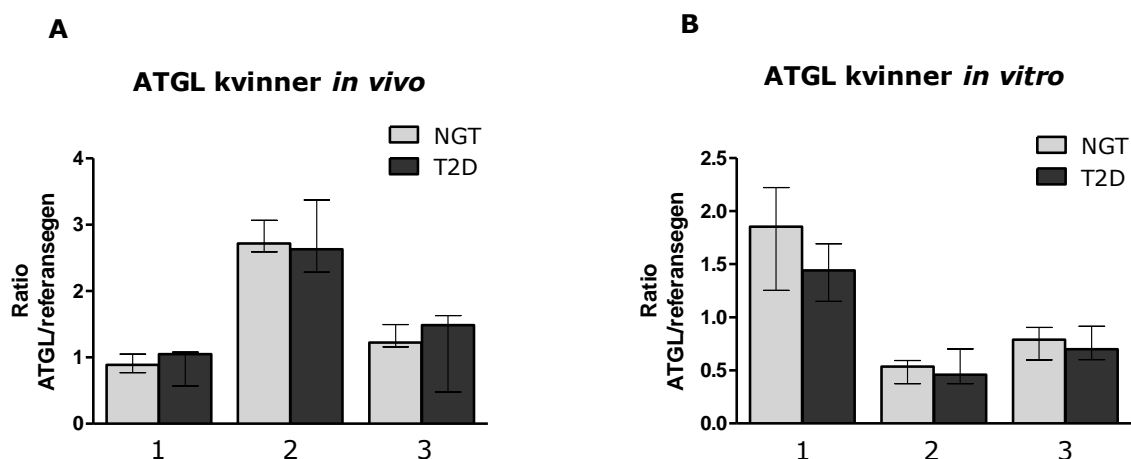 A
ATGL kvinner in vivo
NGT
T2D
Ratio
ATGL/referansegen
4
3
2
1
0
1 2 3
B
ATGL kvinner in vitro
NGT
T2D
Ratio
ATGL/referansegen
2.5
2.0
1.5
1.0
0.5
0.0
1 2 3